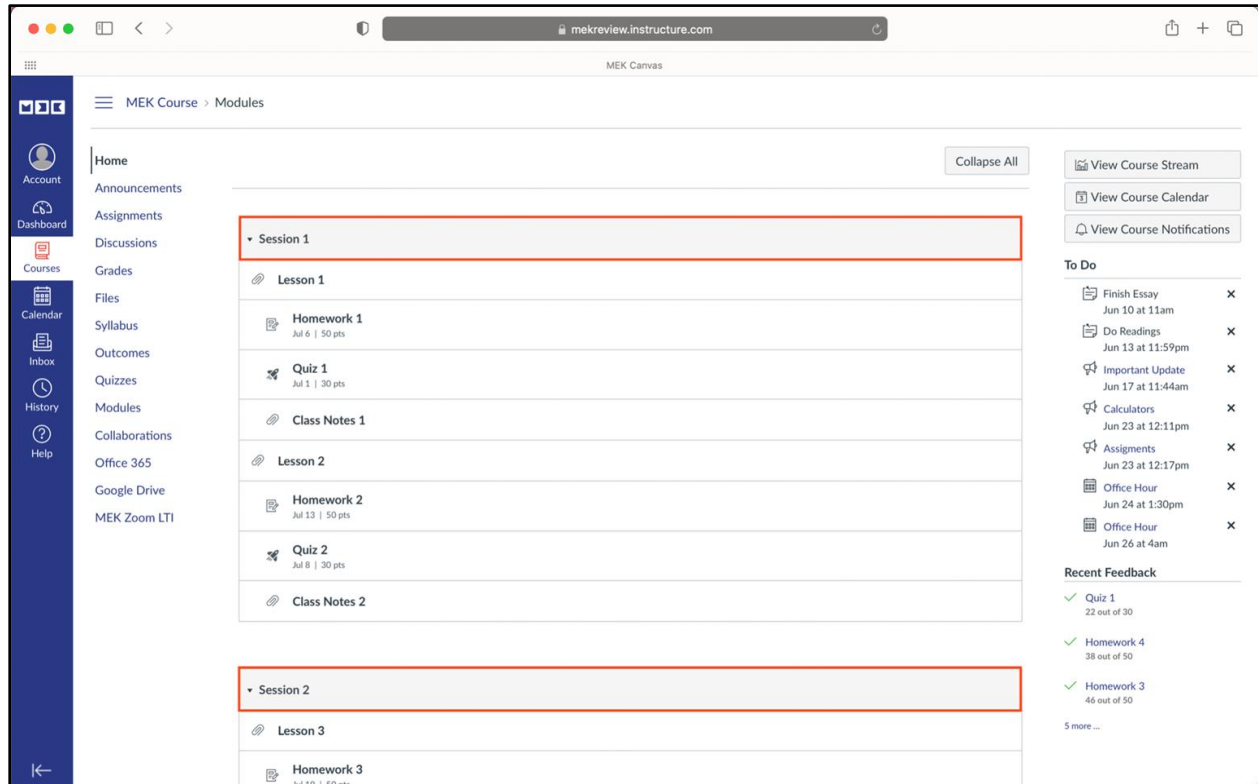 mekreview.instructure.com
MEK Canvas
MEK
MEK Course > Modules
Account
Dashboard
Courses
Calendar
Inbox
History
Help
Home
Announcements
Assignments
Discussions
Grades
Files
Syllabus
Outcomes
Quizzes
Modules
Collaborations
Office 365
Google Drive
MEK Zoom LTI
Collapse All
Session 1
Lesson 1
Homework 1
Jul 6 | 50 pts
Quiz 1
Jul 1 | 30 pts
Class Notes 1
Lesson 2
Homework 2
Jul 13 | 50 pts
Quiz 2
Jul 8 | 30 pts
Class Notes 2
Session 2
Lesson 3
Homework 3
View Course Stream
View Course Calendar
View Course Notifications
To Do
Finish Essay
Jun 10 at 11am
Do Readings
Jun 13 at 11:59pm
Important Update
Jun 17 at 11:44am
Calculators
Jun 23 at 12:11pm
Assigments
Jun 23 at 12:17pm
Office Hour
Jun 24 at 1:30pm
Office Hour
Jun 26 at 4am
Recent Feedback
Quiz 1
22 out of 30
Homework 4
38 out of 50
Homework 3
46 out of 50
5 more ...